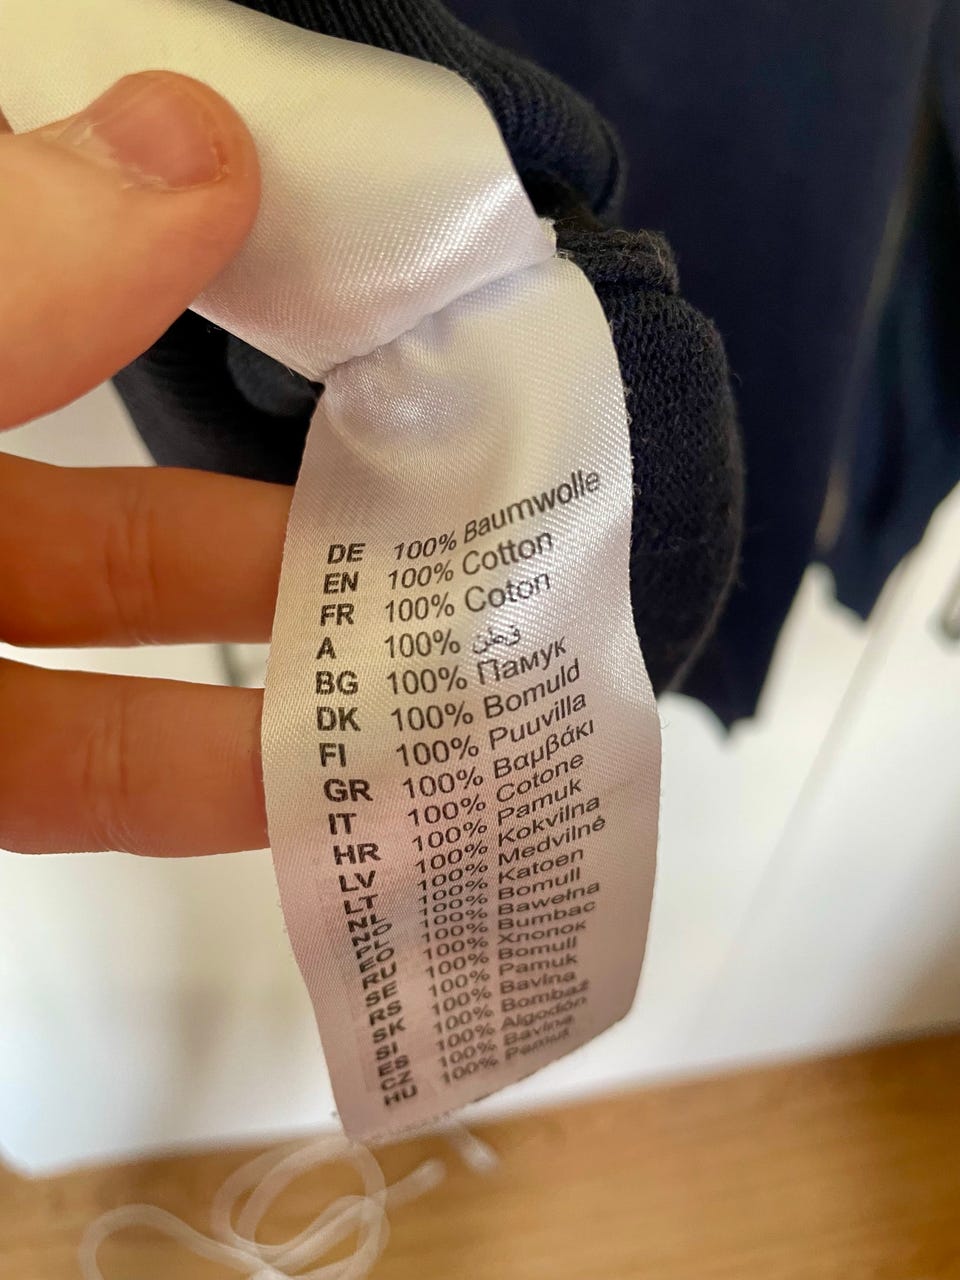 DE 100% Baumwolle
EN 100% Cotton
FR 100% Coton
A 100% قطن
BG 100% Памук
DK 100% Bomuld
FI 100% Puuvilla
GR 100% Βαμβάκι
IT 100% Cotone
HR 100% Pamuk
LV 100% Kokvilna
LT 100% Medvilnė
NL 100% Katoen
NO 100% Bomull
PL 100% Bawełna
RO 100% Bumbac
RU 100% Хлопок
SE 100% Bomull
RS 100% Pamuk
SK 100% Bavlna
SI 100% Bombaž
ES 100% Algodón
CZ 100% Bavlna
HU 100% Pamut